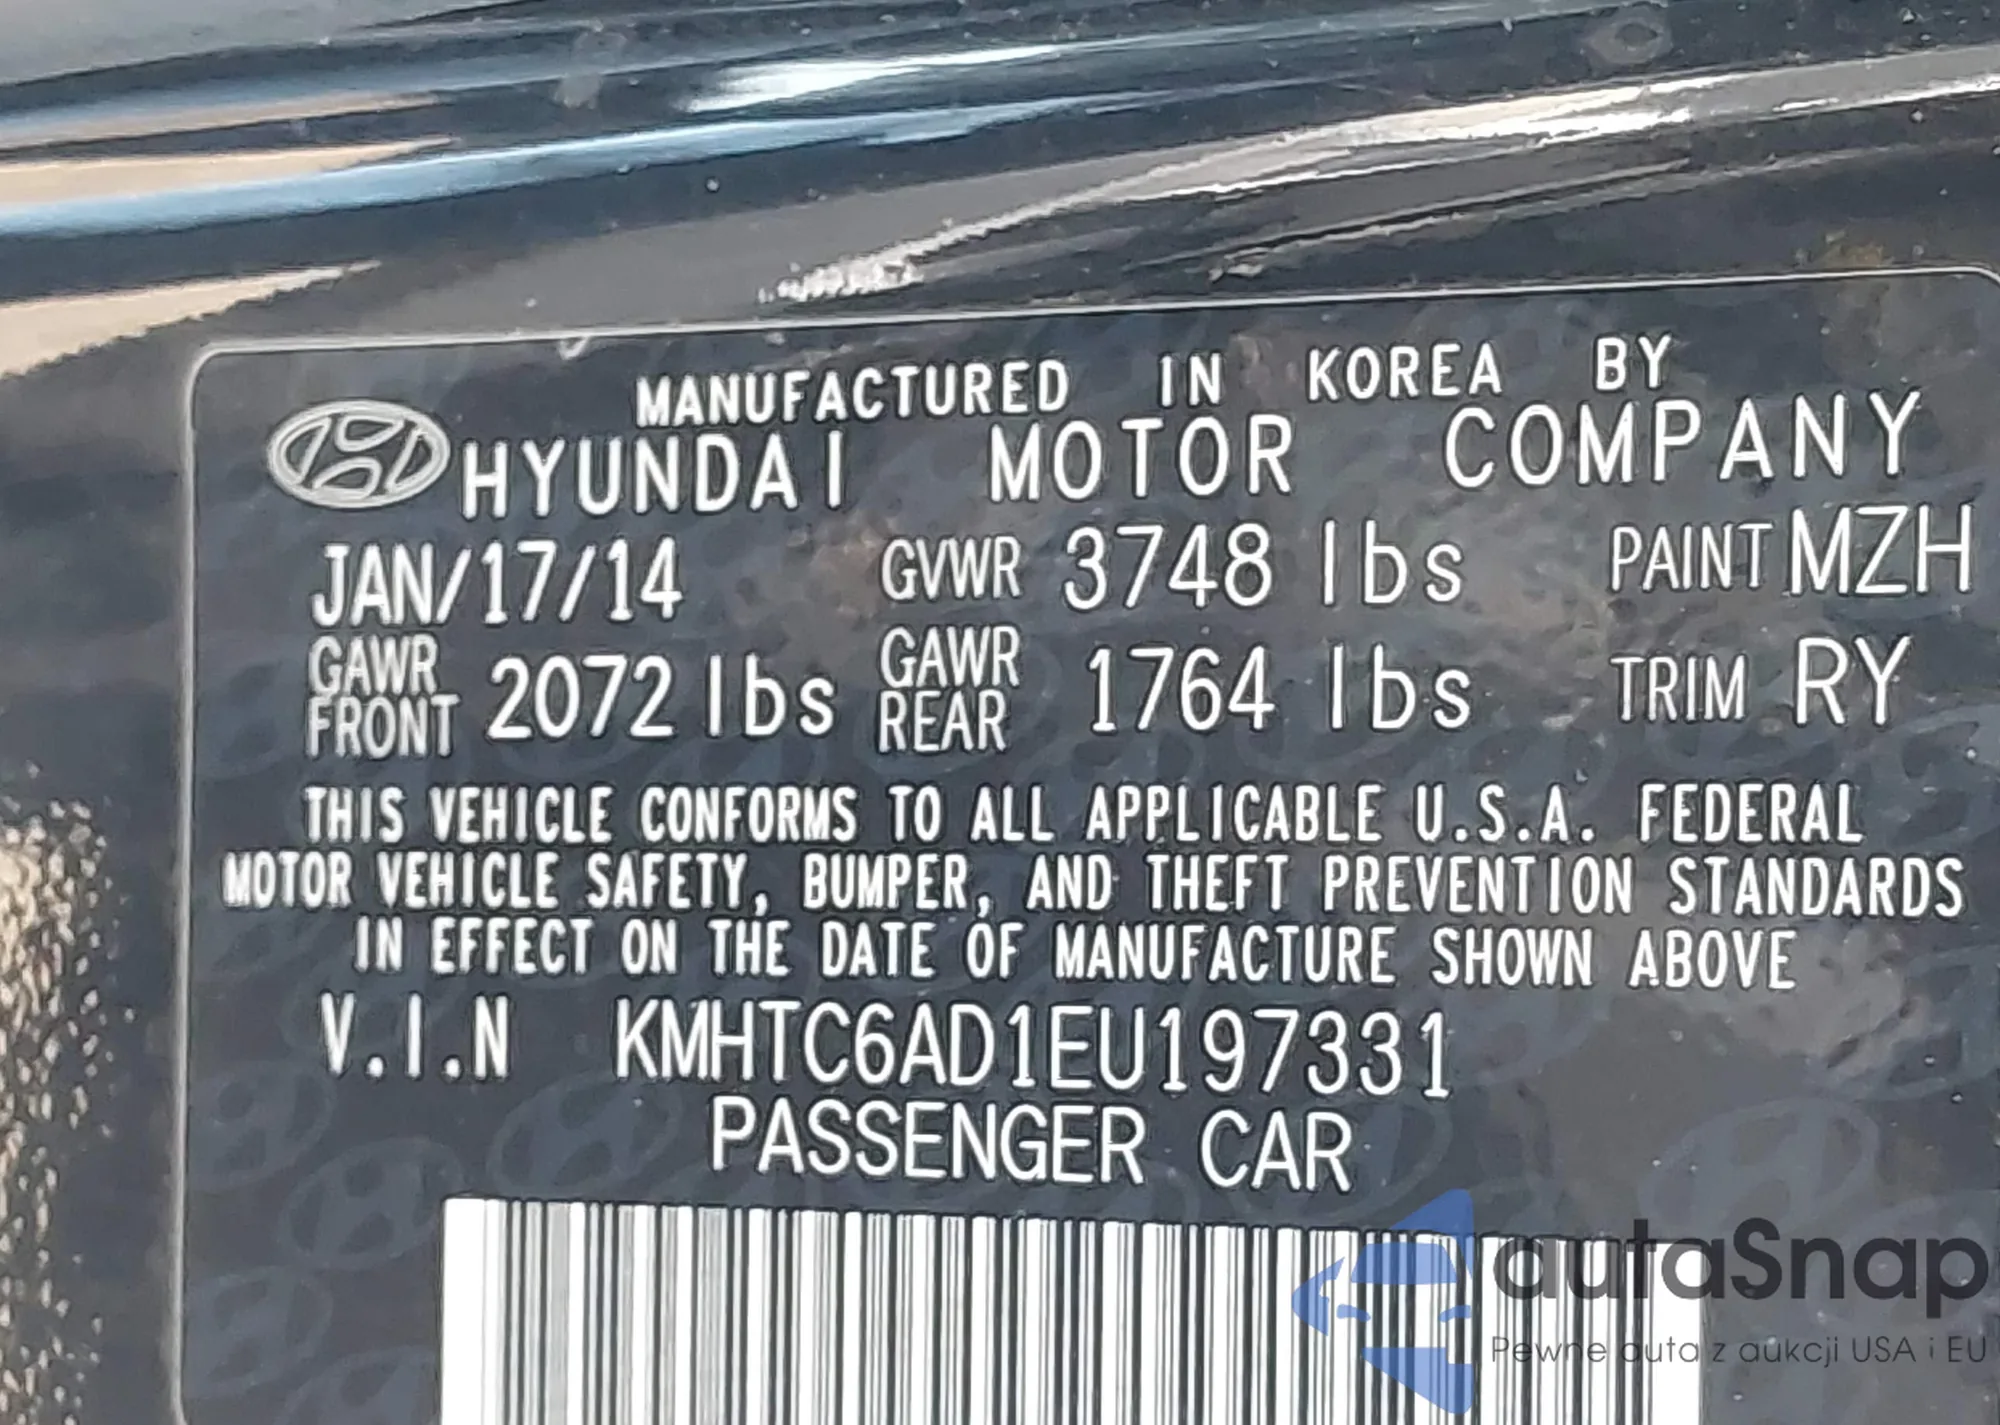 MANUFACTURED IN KOREA BY
HYUNDAI MOTOR COMPANY
JAN/17/14 GVWR 3748 lbs PAINT MZH
GAWR FRONT 2072 lbs GAWR REAR 1764 lbs TRIM RY
THIS VEHICLE CONFORMS TO ALL APPLICABLE U.S.A. FEDERAL
MOTOR VEHICLE SAFETY, BUMPER, AND THEFT PREVENTION STANDARDS
IN EFFECT ON THE DATE OF MANUFACTURE SHOWN ABOVE
V.I.N KMHTC6AD1EU197331
PASSENGER CAR
autaSnap
Pewne auta z aukcji USA i EU